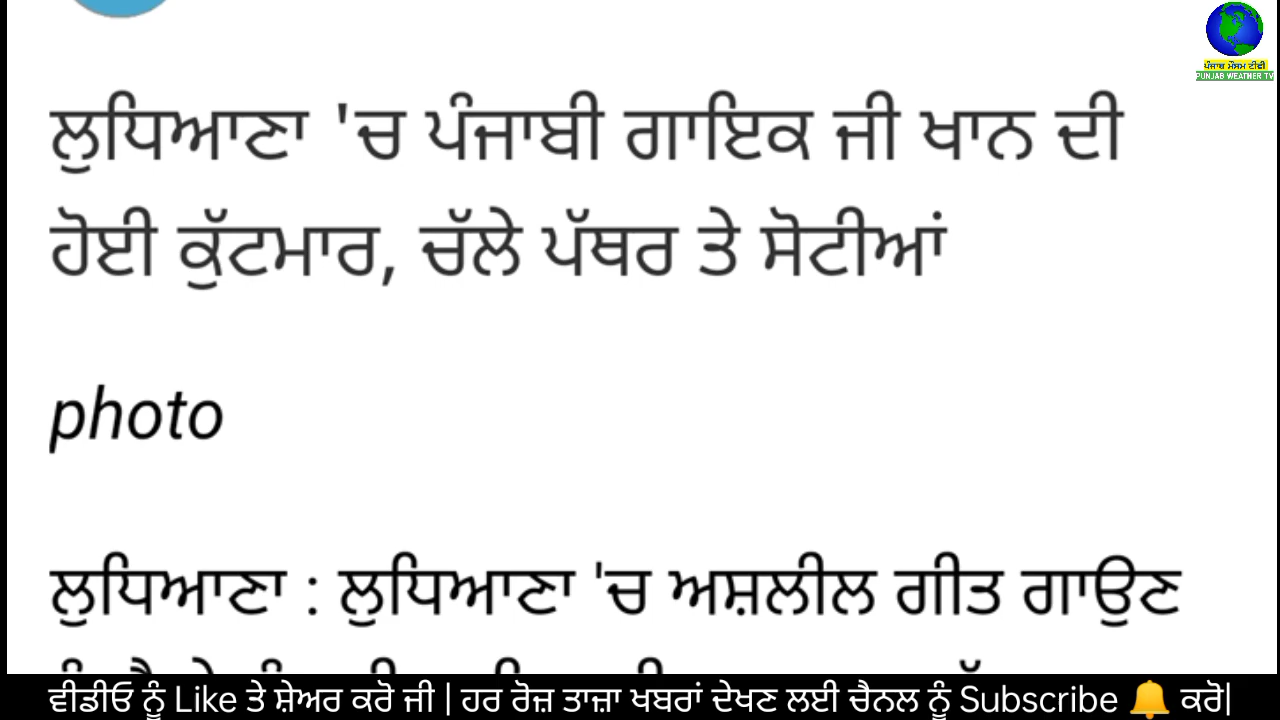 ਪੰਜਾਬ ਮੌਸਮ ਟੀਵੀ
PUNJAB WEATHER TV
ਲੁਧਿਆਣਾ 'ਚ ਪੰਜਾਬੀ ਗਾਇਕ ਜੀ ਖਾਨ ਦੀ
ਹੋਈ ਕੁੱਟਮਾਰ, ਚੱਲੇ ਪੱਥਰ ਤੇ ਸੋਟੀਆਂ
photo
ਲੁਧਿਆਣਾ : ਲੁਧਿਆਣਾ 'ਚ ਅਸ਼ਲੀਲ ਗੀਤ ਗਾਉਣ
ਵੀਡੀਓ ਨੂੰ Like ਤੇ ਸ਼ੇਅਰ ਕਰੋ ਜੀ | ਹਰ ਰੋਜ਼ ਤਾਜ਼ਾ ਖਬਰਾਂ ਦੇਖਣ ਲਈ ਚੈਨਲ ਨੂੰ Subscribe 🔔 ਕਰੋ|